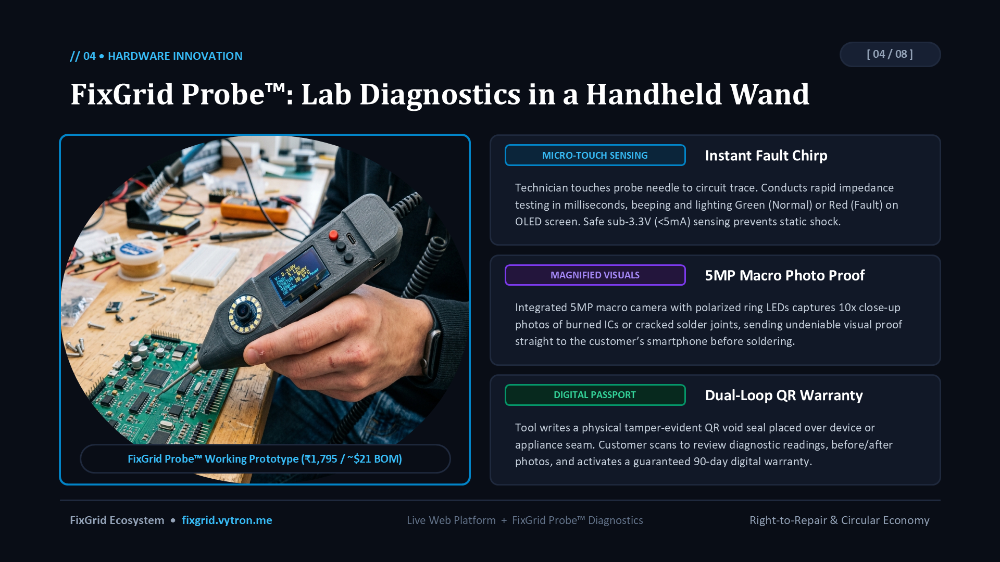 // 04 • HARDWARE INNOVATION
[ 04 / 08 ]
FixGrid Probe™: Lab Diagnostics in a Handheld Wand
MICRO-TOUCH SENSING
Instant Fault Chirp
Technician touches probe needle to circuit trace. Conducts rapid impedance
testing in milliseconds, beeping and lighting Green (Normal) or Red (Fault) on
OLED screen. Safe sub-3.3V (<5mA) sensing prevents static shock.
MAGNIFIED VISUALS
5MP Macro Photo Proof
Integrated 5MP macro camera with polarized ring LEDs captures 10x close-up
photos of burned ICs or cracked solder joints, sending undeniable visual proof
straight to the customer’s smartphone before soldering.
DIGITAL PASSPORT
Dual-Loop QR Warranty
Tool writes a physical tamper-evident QR void seal placed over device or
appliance seam. Customer scans to review diagnostic readings, before/after
photos, and activates a guaranteed 90-day digital warranty.
FixGrid Probe™ Working Prototype (₹1,795 / ~$21 BOM)
FixGrid Ecosystem • fixgrid.vytron.me
Live Web Platform + FixGrid Probe™ Diagnostics
Right-to-Repair & Circular Economy